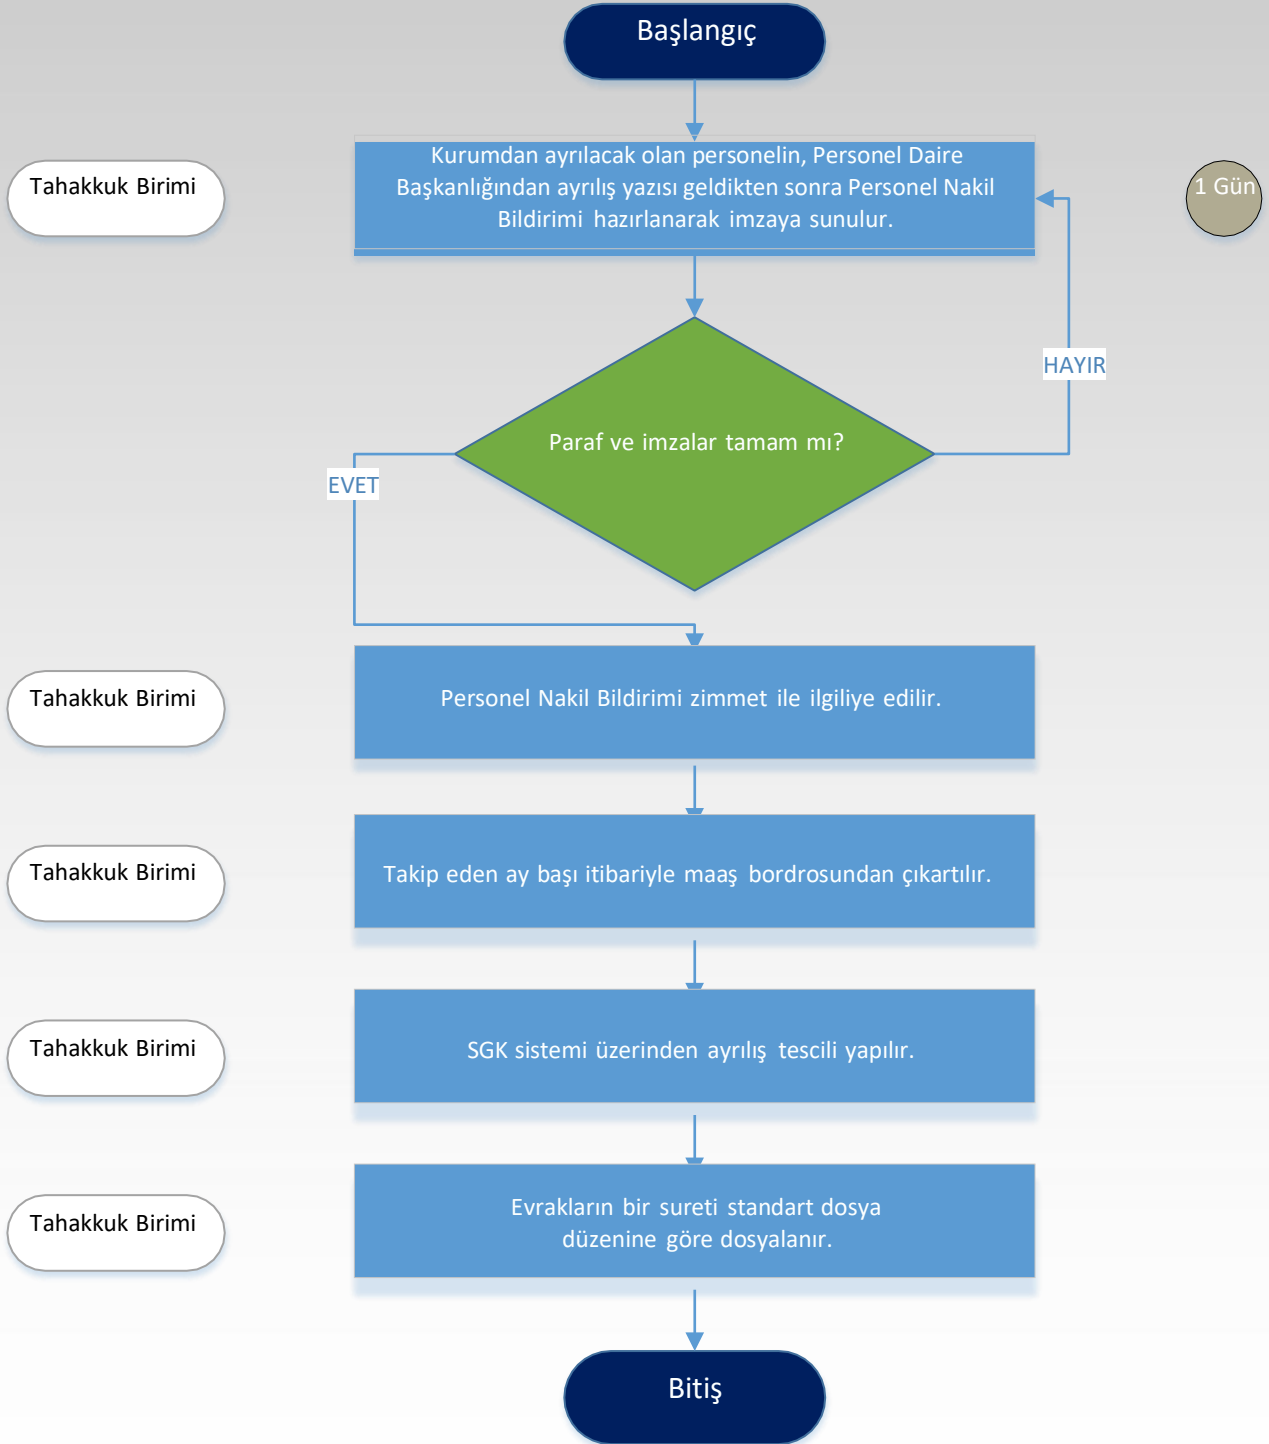 Başlangıç
Tahakkuk Birimi
Kurumdan ayrılacak olan personelin, Personel Daire
Başkanlığından ayrılış yazısı geldikten sonra Personel Nakil
Bildirimi hazırlanarak imzaya sunulur.
1 Gün
HAYIR
Paraf ve imzalar tamam mı?
EVET
Tahakkuk Birimi
Personel Nakil Bildirimi zimmet ile ilgiliye edilir.
Tahakkuk Birimi
Takip eden ay başı itibariyle maaş bordrosundan çıkartılır.
Tahakkuk Birimi
SGK sistemi üzerinden ayrılış tescili yapılır.
Tahakkuk Birimi
Evrakların bir sureti standart dosya
düzenine göre dosyalanır.
Bitiş